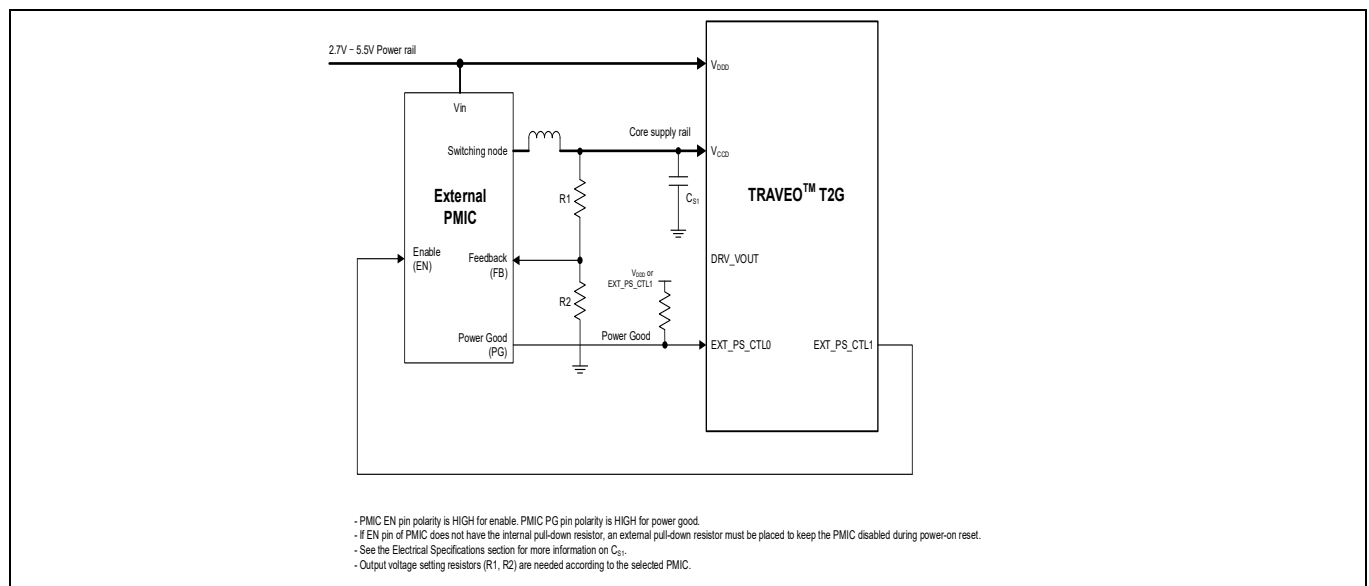 2.7V – 5.5V Power rail
VDDD
Vin
Core supply rail
Switching node
VCCD
External
PMIC
R1
CS1
TRAVEO™ T2G
Enable
(EN)
Feedback
(FB)
DRV_VOUT
VDDD or
EXT_PS_CTL1
R2
Power Good
(PG)
Power Good
EXT_PS_CTL0
EXT_PS_CTL1
- PMIC EN pin polarity is HIGH for enable. PMIC PG pin polarity is HIGH for power good.
- If EN pin of PMIC does not have the internal pull-down resistor, an external pull-down resistor must be placed to keep the PMIC disabled during power-on reset.
- See the Electrical Specifications section for more information on CS1.
- Output voltage setting resistors (R1, R2) are needed according to the selected PMIC.